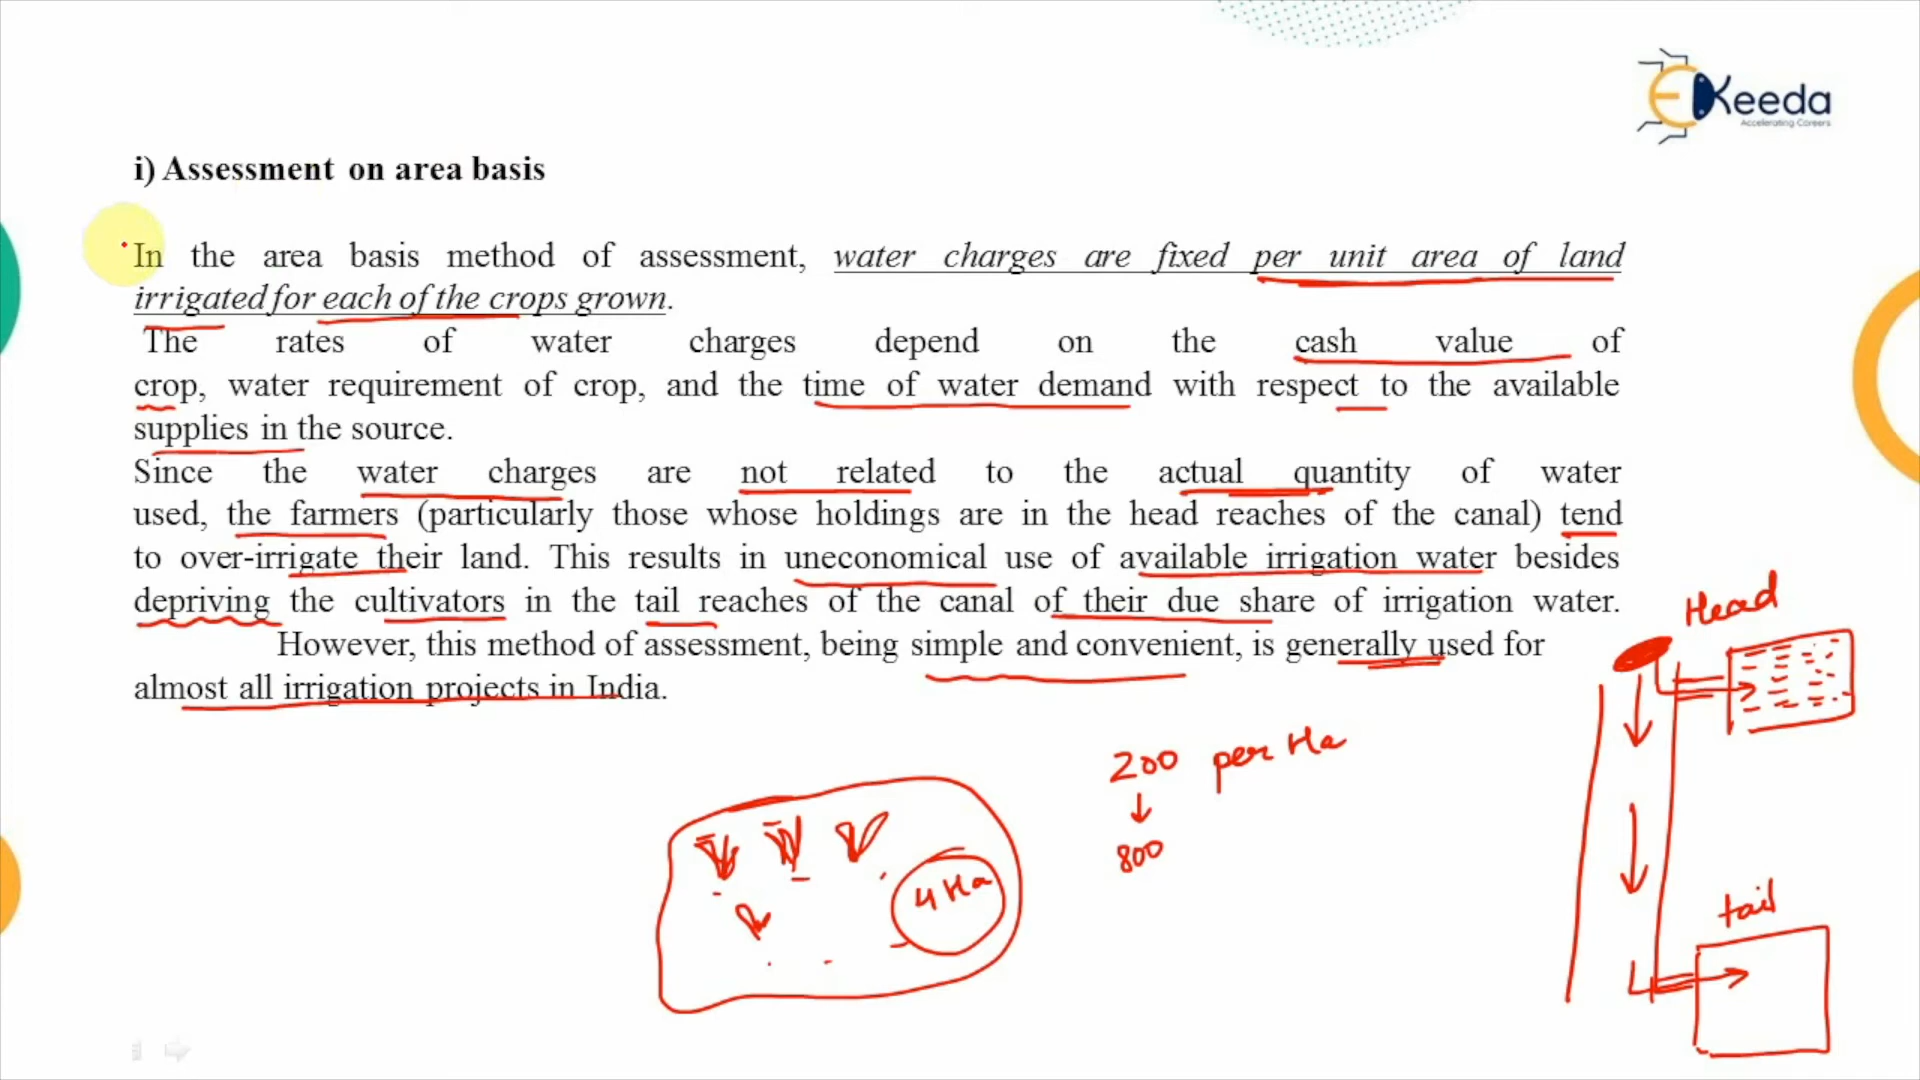 Keeda
Accelerating Careers
i) Assessment on area basis
In the area basis method of assessment, water charges are fixed per unit area of land
irrigated for each of the crops grown.
The rates of water charges depend on the cash value of
crop, water requirement of crop, and the time of water demand with respect to the available
supplies in the source.
Since the water charges are not related to the actual quantity of water
used, the farmers (particularly those whose holdings are in the head reaches of the canal) tend
to over-irrigate their land. This results in uneconomical use of available irrigation water besides
depriving the cultivators in the tail reaches of the canal of their due share of irrigation water.
However, this method of assessment, being simple and convenient, is generally used for
almost all irrigation projects in India.
Head
200 per Ha
800
4 Ha
tail